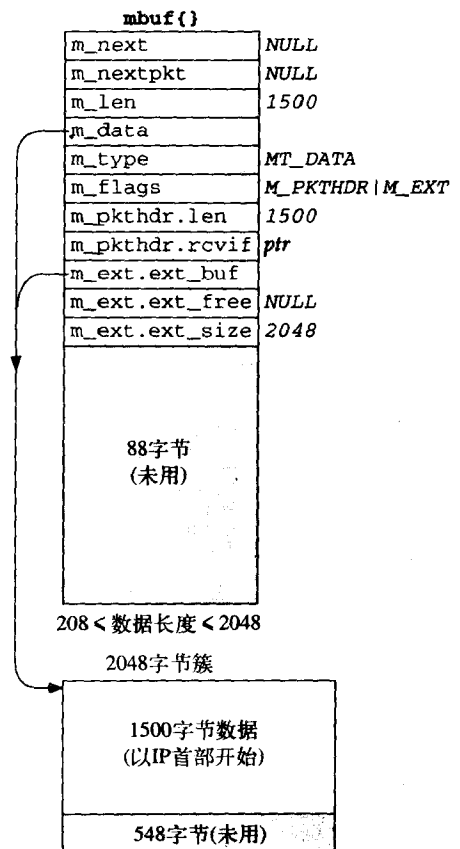 mbuf{}
m_next NULL
m_nextpkt NULL
m_len 1500
m_data
m_type MT_DATA
m_flags M_PKTHDR|M_EXT
m_pkthdr.len 1500
m_pkthdr.rcvif ptr
m_ext.ext_buf
m_ext.ext_free NULL
m_ext.ext_size 2048
88字节
(未用)
208<数据长度<2048
2048字节簇
1500字节数据
(以IP首部开始)
548字节(未用)